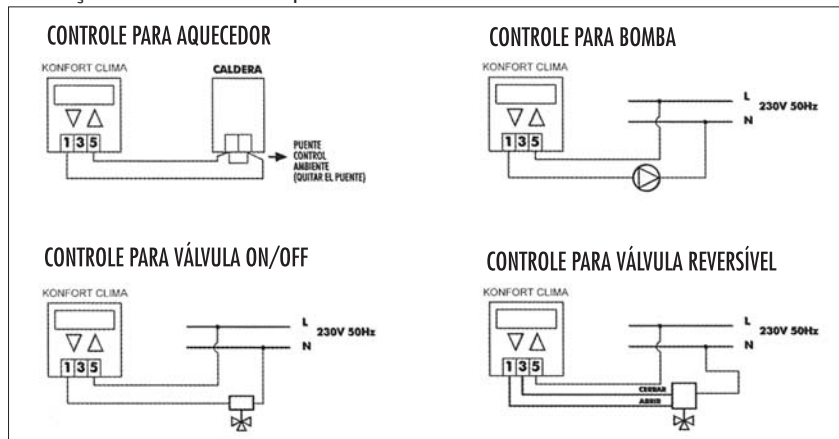 CONTROLE PARA AQUECEDOR
KONFORT CLIMA
CALDERA
1 3 5
PUENTE
CONTROL
AMBIENTE
(QUITAR EL PUENTE)
CONTROLE PARA BOMBA
KONFORT CLIMA
L
230V 50Hz
N
1 3 5
CONTROLE PARA VÁLVULA ON/OFF
KONFORT CLIMA
L
230V 50Hz
N
1 3 5
CONTROLE PARA VÁLVULA REVERSÍVEL
KONFORT CLIMA
L
230V 50Hz
N
1 3 5
CERRAR
ABRIR